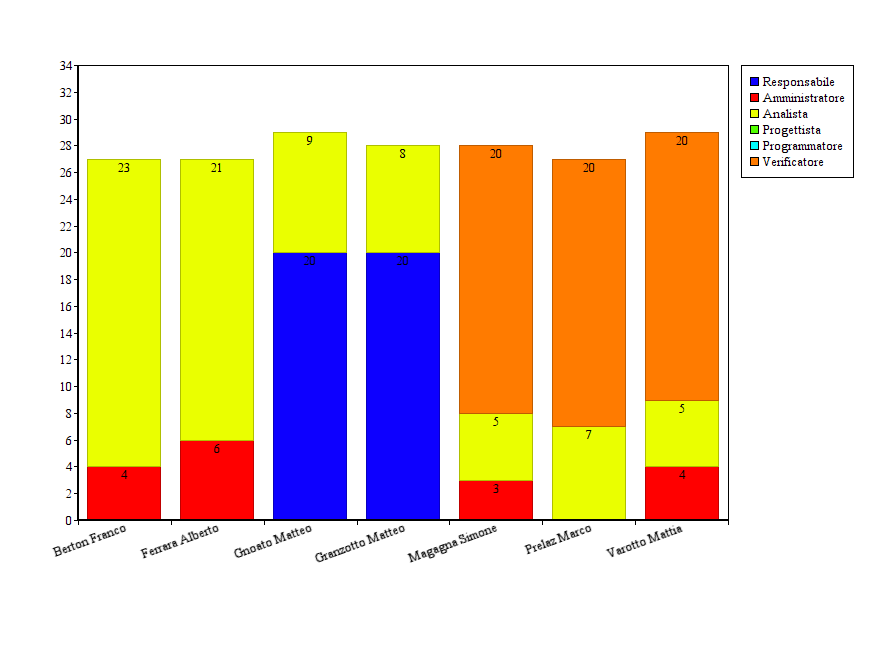 34
32
30
28
26
24
22
20
18
16
14
12
10
8
6
4
2
0
23
21
9
8
20
20
20
20
20
5
7
5
4
6
3
4
Berton Franco
Ferrara Alberto
Gnoato Matteo
Granzotto Matteo
Magagna Simone
Prelaz Marco
Varotto Mattia
Responsabile
Amministratore
Analista
Progettista
Programmatore
Verificatore